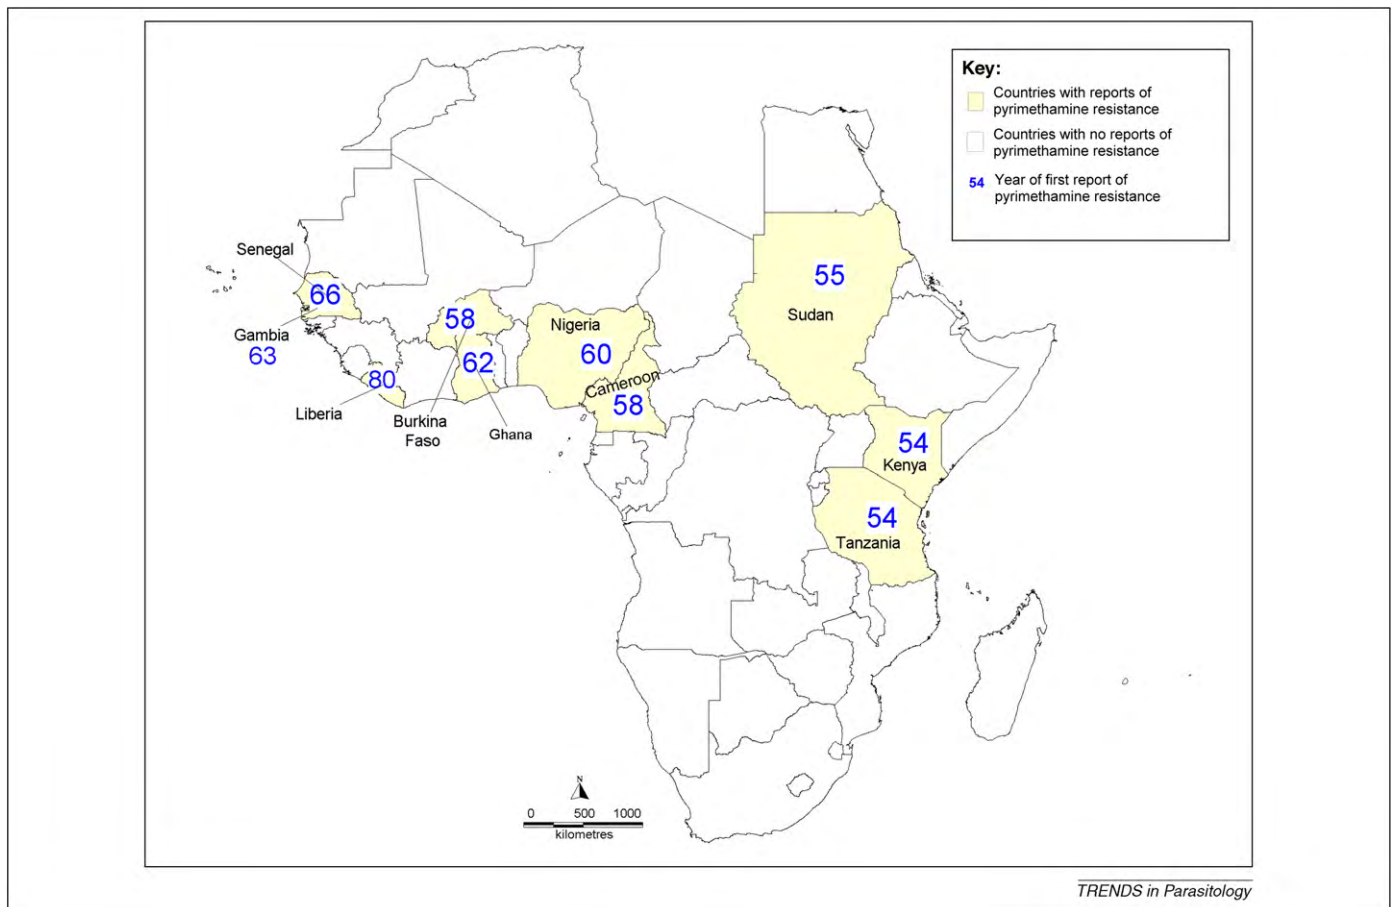 Key:
Countries with reports of
pyrimethamine resistance
Countries with no reports of
pyrimethamine resistance
54 Year of first report of
pyrimethamine resistance
Senegal
66
Gambia
63
80
Liberia
58
Burkina
Faso
62
Ghana
Nigeria
60
Cameroon
58
55
Sudan
54
Kenya
54
Tanzania
N
0 500 1000
kilometres
TRENDS in Parasitology